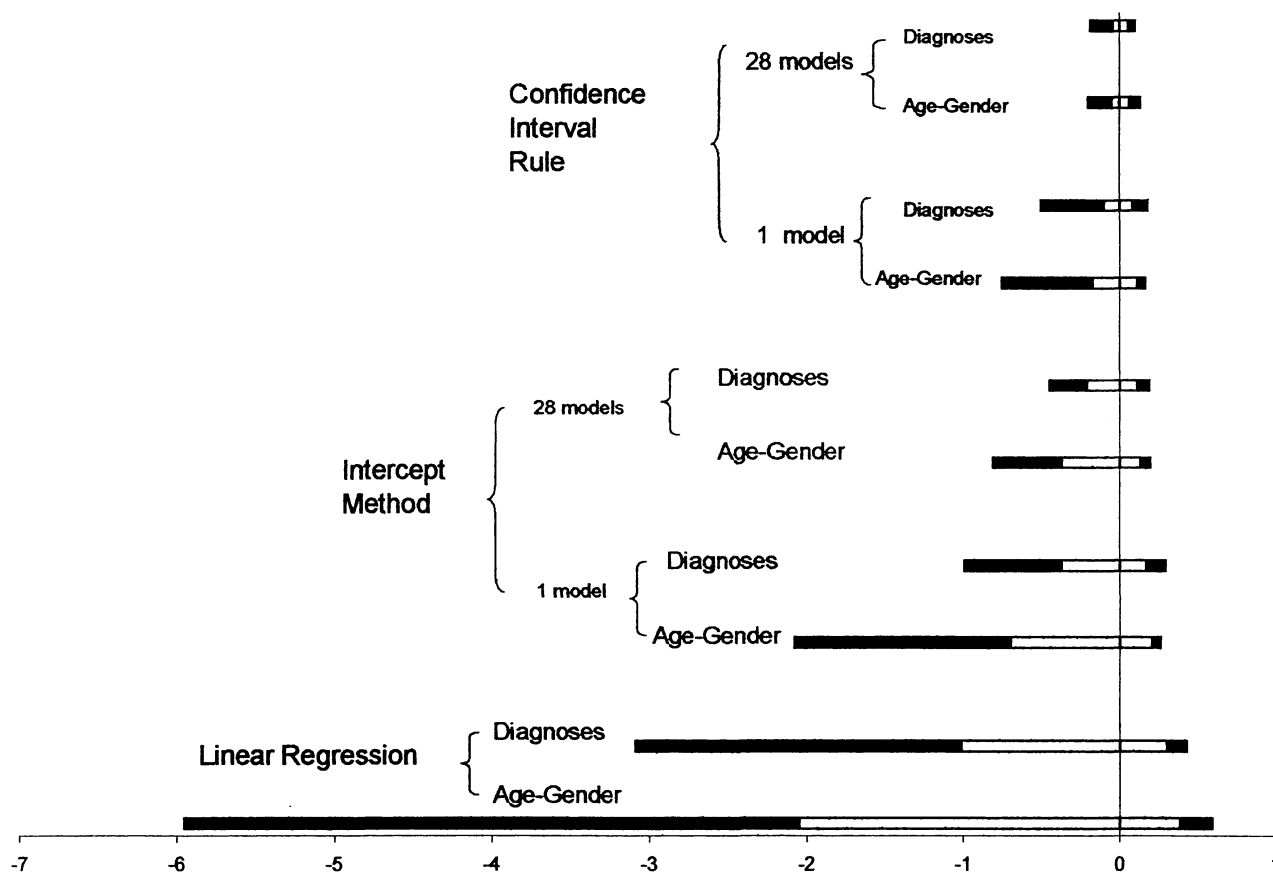 Confidence
Interval
Rule
28 models
Diagnoses
Age-Gender
1 model
Diagnoses
Age-Gender
Intercept
Method
28 models
Diagnoses
Age-Gender
1 model
Diagnoses
Age-Gender
Linear Regression
Diagnoses
Age-Gender
-7 -6 -5 -4 -3 -2 -1 0